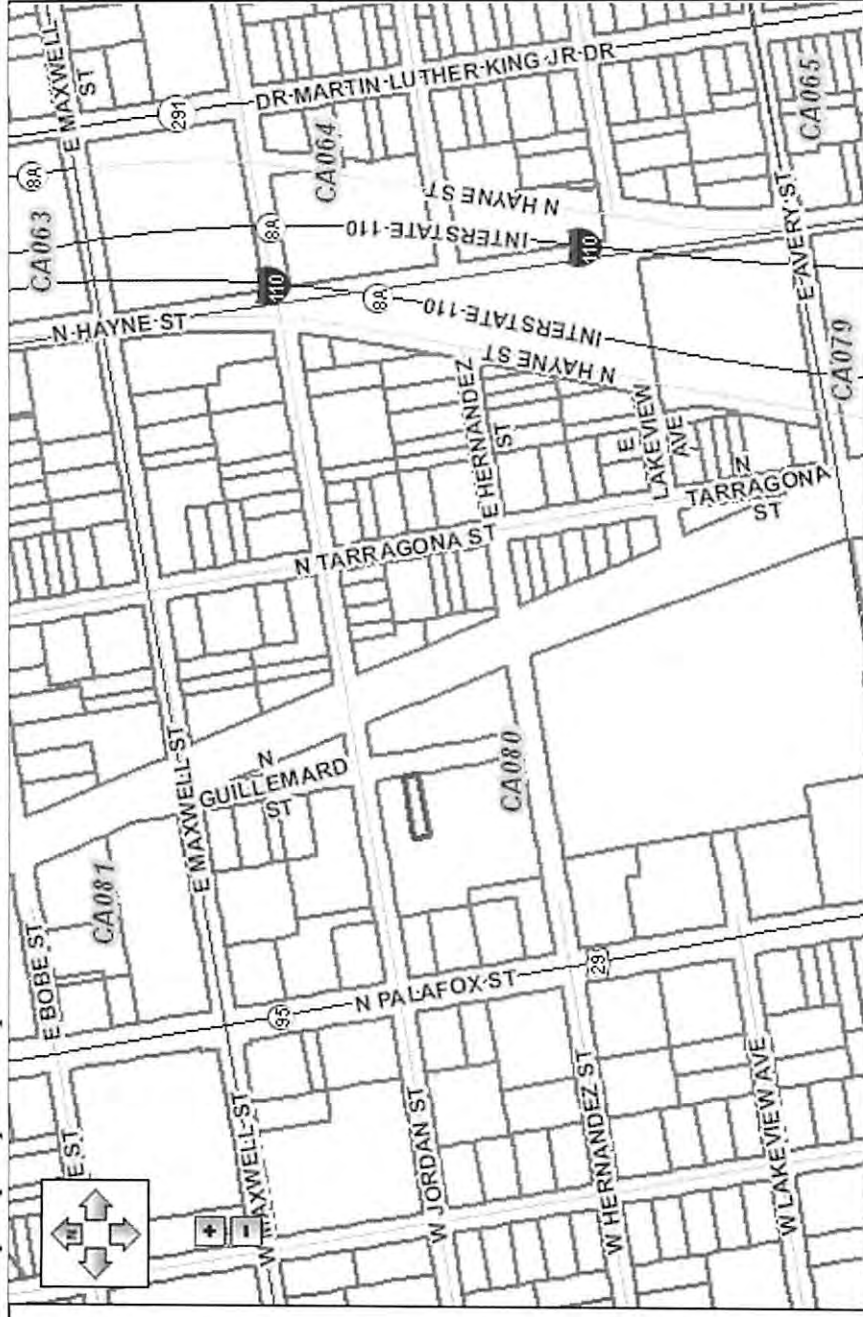 E MAXWELL
ST
291
DR-MARTIN-LUTHER-KING-JR-DR
8A
CA063
CA064
CA065
N-HAYNE-ST
110
8A
INTERSTATE-110
N HAYNE ST
110
8A
INTERSTATE-110
N HAYNE ST
E-AVERY-ST
CA079
E HERNANDEZ
ST
E
LAKEVIEW
AVE
N
TARRAGONA
ST
N TARRAGONA ST
E MAXWELL-ST
N
GUILLEMARD
ST
CA080
CA081
E BOBE ST
95
N PALAFOX-ST
29
E ST
W MAXWELL-ST
W JORDAN ST
W HERNANDEZ ST
W LAKEVIEW AVE
N
+
-